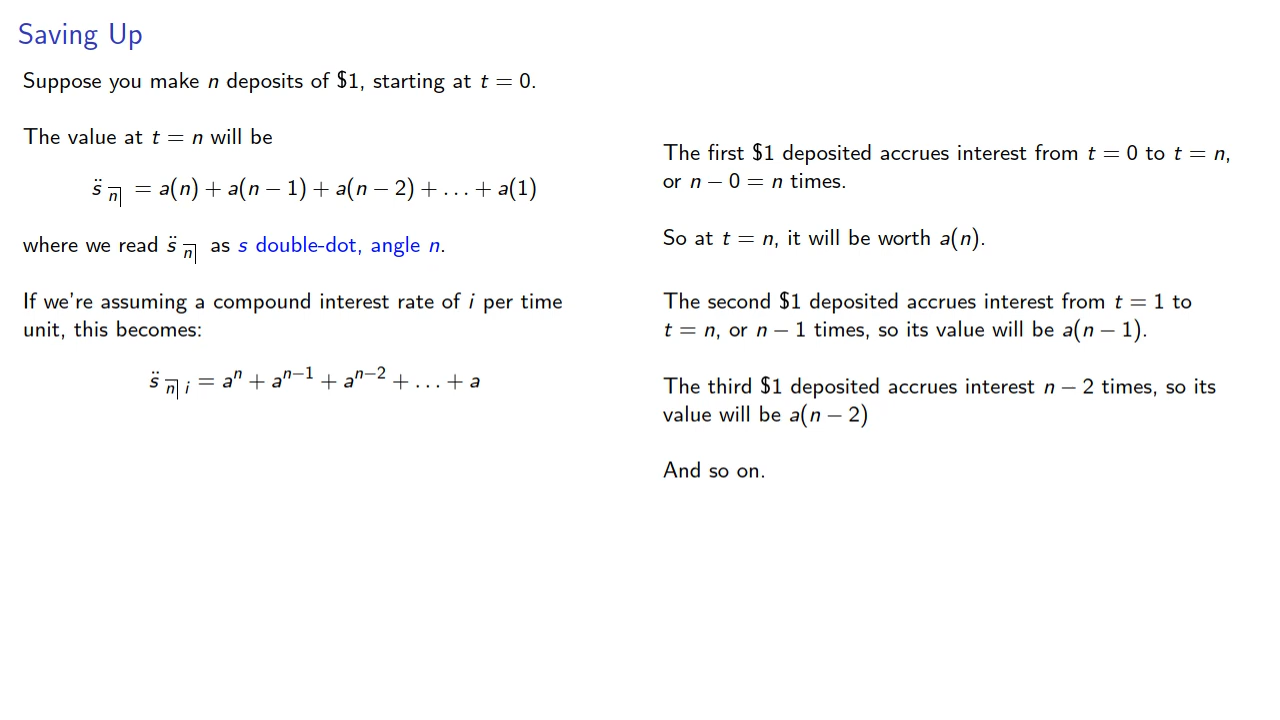 Saving Up
Suppose you make n deposits of $1, starting at t = 0.
The value at t = n will be
s̈ n̅| = a(n) + a(n − 1) + a(n − 2) + . . . + a(1)
where we read s̈ n̅| as s double-dot, angle n.
If we're assuming a compound interest rate of i per time
unit, this becomes:
s̈ n̅| i = aⁿ + aⁿ⁻¹ + aⁿ⁻² + . . . + a
The first $1 deposited accrues interest from t = 0 to t = n,
or n − 0 = n times.
So at t = n, it will be worth a(n).
The second $1 deposited accrues interest from t = 1 to
t = n, or n − 1 times, so its value will be a(n − 1).
The third $1 deposited accrues interest n − 2 times, so its
value will be a(n − 2)
And so on.